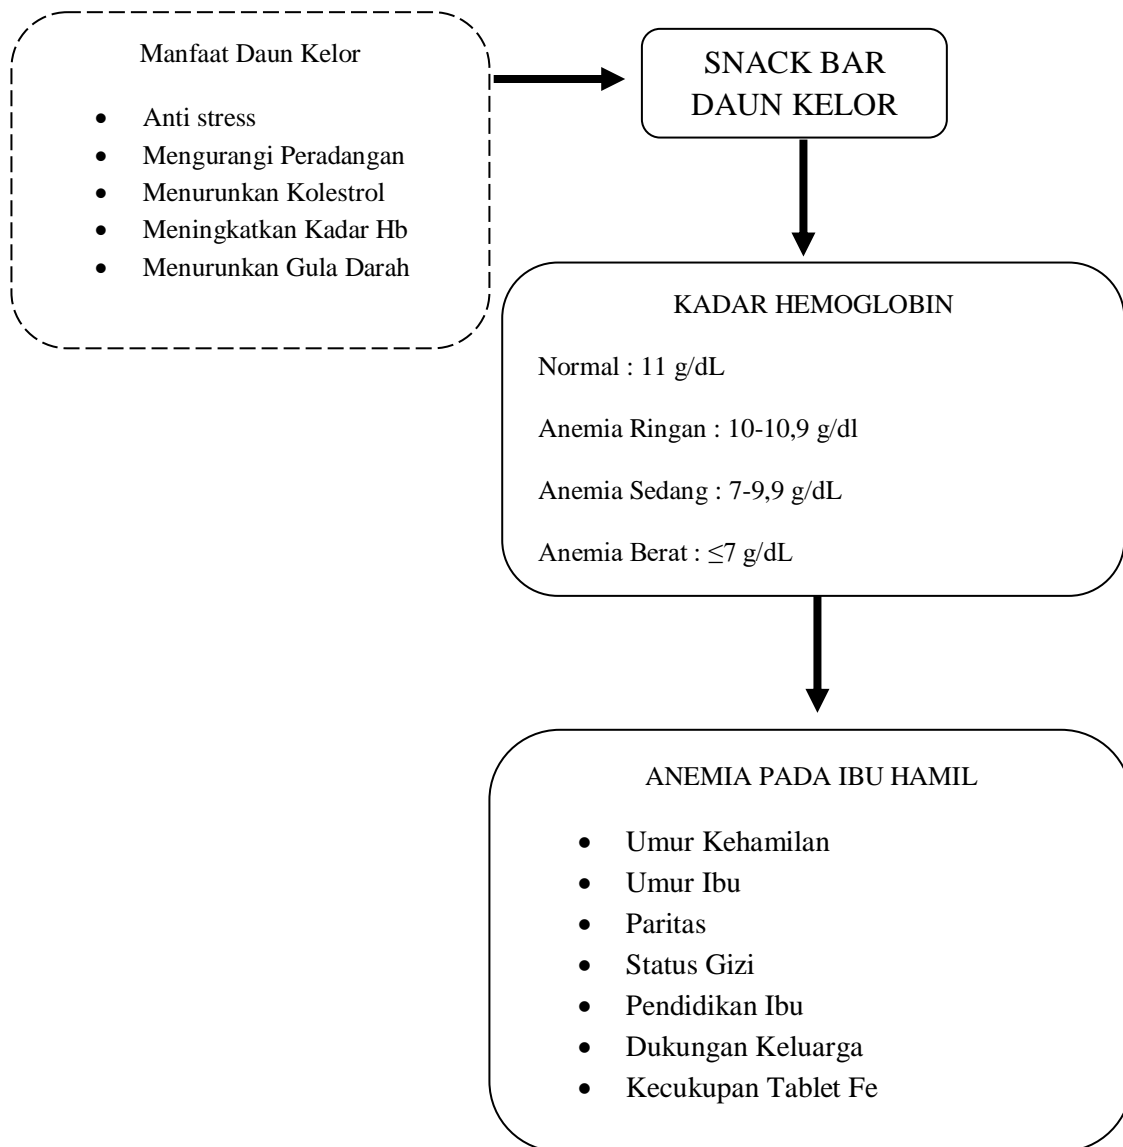 Manfaat Daun Kelor
• Anti stress
• Mengurangi Peradangan
• Menurunkan Kolestrol
• Meningkatkan Kadar Hb
• Menurunkan Gula Darah
SNACK BAR
DAUN KELOR
KADAR HEMOGLOBIN
Normal : 11 g/dL
Anemia Ringan : 10-10,9 g/dl
Anemia Sedang : 7-9,9 g/dL
Anemia Berat : ≤7 g/dL
ANEMIA PADA IBU HAMIL
• Umur Kehamilan
• Umur Ibu
• Paritas
• Status Gizi
• Pendidikan Ibu
• Dukungan Keluarga
• Kecukupan Tablet Fe